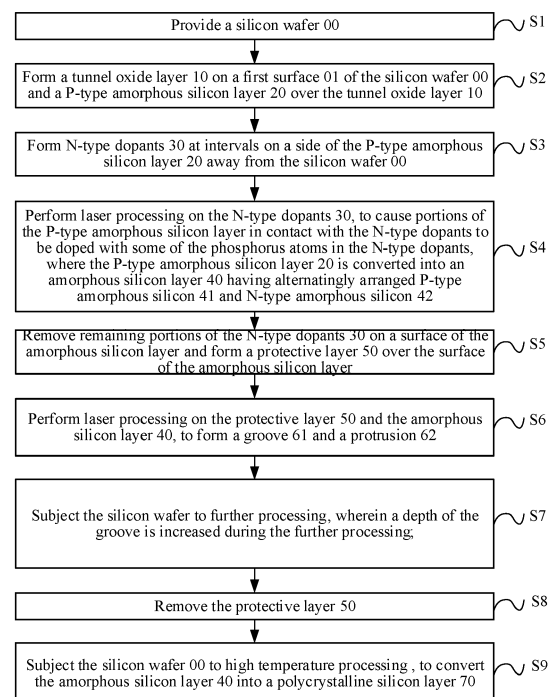 Provide a silicon wafer 00
S1
Form a tunnel oxide layer 10 on a first surface 01 of the silicon wafer 00
and a P-type amorphous silicon layer 20 over the tunnel oxide layer 10
S2
Form N-type dopants 30 at intervals on a side of the P-type amorphous
silicon layer 20 away from the silicon wafer 00
S3
Perform laser processing on the N-type dopants 30, to cause portions of
the P-type amorphous silicon layer in contact with the N-type dopants to
be doped with some of the phosphorus atoms in the N-type dopants,
where the P-type amorphous silicon layer 20 is converted into an
amorphous silicon layer 40 having alternatingly arranged P-type
amorphous silicon 41 and N-type amorphous silicon 42
S4
Remove remaining portions of the N-type dopants 30 on a surface of the
amorphous silicon layer and form a protective layer 50 over the surface
of the amorphous silicon layer
S5
Perform laser processing on the protective layer 50 and the amorphous
silicon layer 40, to form a groove 61 and a protrusion 62
S6
Subject the silicon wafer to further processing, wherein a depth of the
groove is increased during the further processing;
S7
Remove the protective layer 50
S8
Subject the silicon wafer 00 to high temperature processing , to convert
the amorphous silicon layer 40 into a polycrystalline silicon layer 70
S9